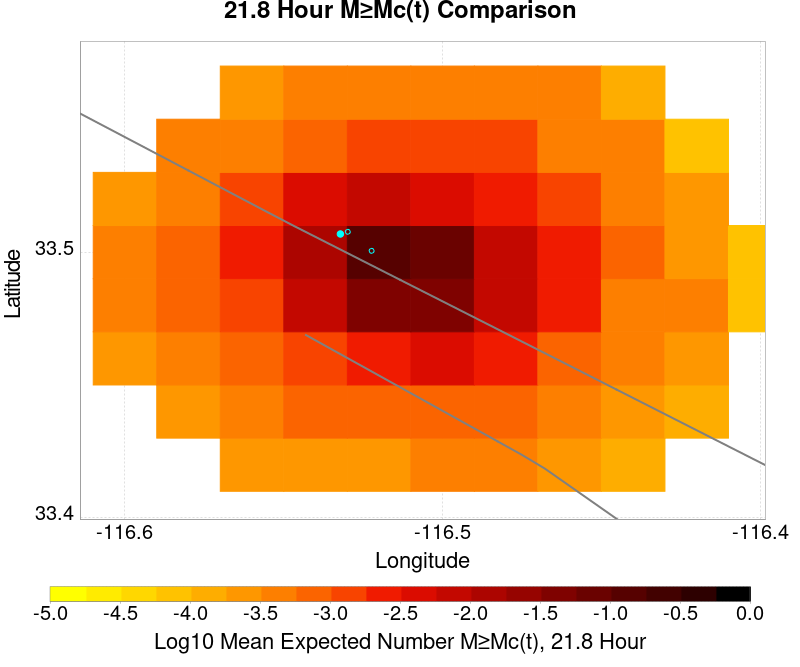 21.8 Hour M≥Mc(t) Comparison
Latitude
33.5
33.4
-116.6 -116.5 -116.4
Longitude
-5.0 -4.5 -4.0 -3.5 -3.0 -2.5 -2.0 -1.5 -1.0 -0.5 0.0
Log10 Mean Expected Number M≥Mc(t), 21.8 Hour